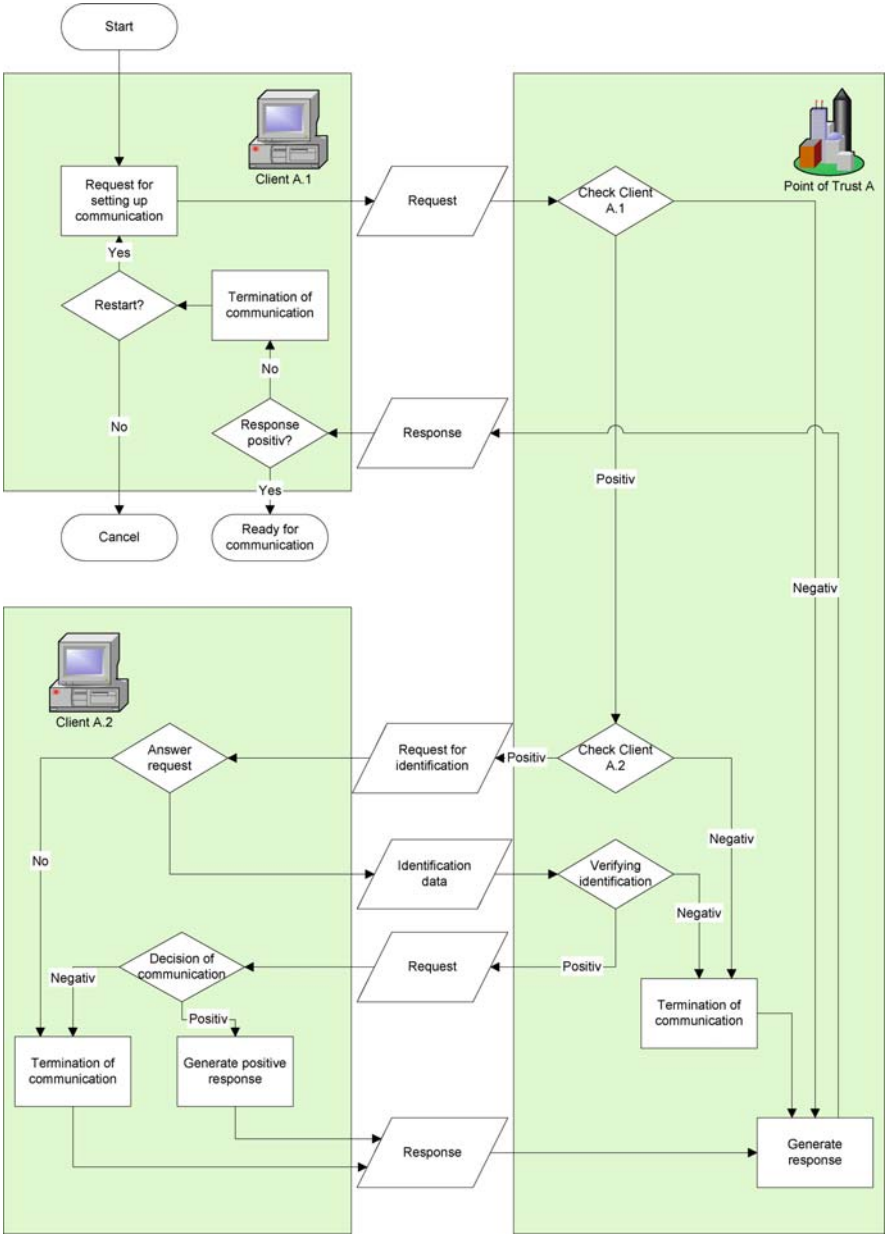 Start
Client A.1
Point of Trust A
Request for
setting up
communication
Request
Check Client
A.1
Yes
Restart?
Termination of
communication
No
No
Response
positiv?
Response
Positiv
Yes
Cancel
Ready for
communication
Negativ
Client A.2
Answer
request
Request for
identification
Positiv
Check Client
A.2
Negativ
No
Identification
data
Verifying
identification
Negativ
Decision of
communication
Request
Positiv
Negativ
Positiv
Termination of
communication
Termination of
communication
Generate positive
response
Response
Generate
response